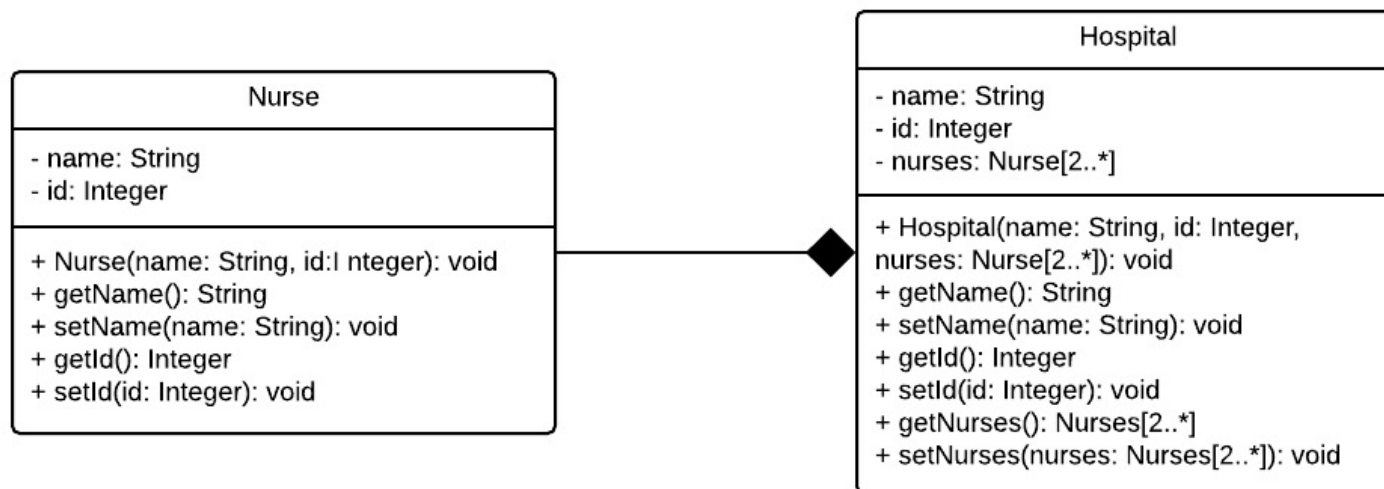 Nurse
- name: String
- id: Integer
+ Nurse(name: String, id:I nteger): void
+ getName(): String
+ setName(name: String): void
+ getId(): Integer
+ setId(id: Integer): void
Hospital
- name: String
- id: Integer
- nurses: Nurse[2..*]
+ Hospital(name: String, id: Integer,
nurses: Nurse[2..*]): void
+ getName(): String
+ setName(name: String): void
+ getId(): Integer
+ setId(id: Integer): void
+ getNurses(): Nurses[2..*]
+ setNurses(nurses: Nurses[2..*]): void